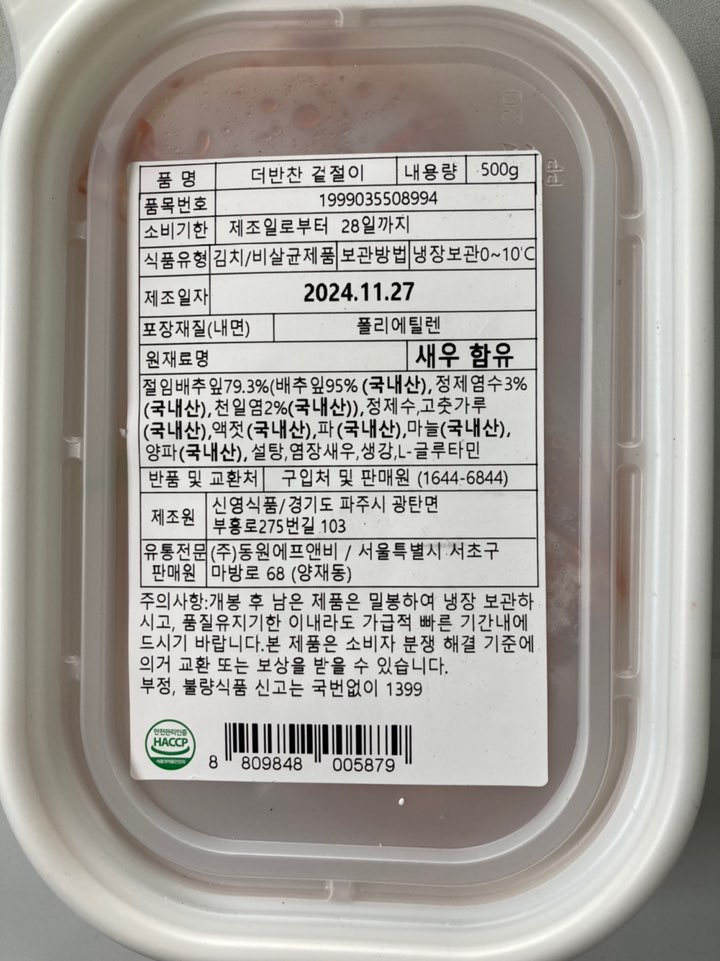 품 명 더반찬 겉절이 내용량 500g
품목번호 1999035508994
소비기한 제조일로부터 28일까지
식품유형 김치/비살균제품 보관방법 냉장보관0~10℃
제조일자 2024.11.27
포장재질(내면) 폴리에틸렌
원재료명 새우 함유
절임배추잎79.3%(배추잎95% (국내산), 정제염수3%
(국내산),천일염2%(국내산)),정제수,고춧가루
(국내산),액젓(국내산),파(국내산),마늘(국내산),
양파(국내산),설탕,염장새우,생강,L-글루타민
반품 및 교환처 구입처 및 판매원 (1644-6844)
제조원 신영식품/경기도 파주시 광탄면
부흥로275번길 103
유통전문 (주)동원에프앤비 / 서울특별시 서초구
판매원 마방로 68 (양재동)
주의사항:개봉 후 남은 제품은 밀봉하여 냉장 보관하
시고, 품질유지기한 이내라도 가급적 빠른 기간내에
드시기 바랍니다.본 제품은 소비자 분쟁 해결 기준에
의거 교환 또는 보상을 받을 수 있습니다.
부정, 불량식품 신고는 국번없이 1399
안전관리인증
HACCP
8 809848 005879